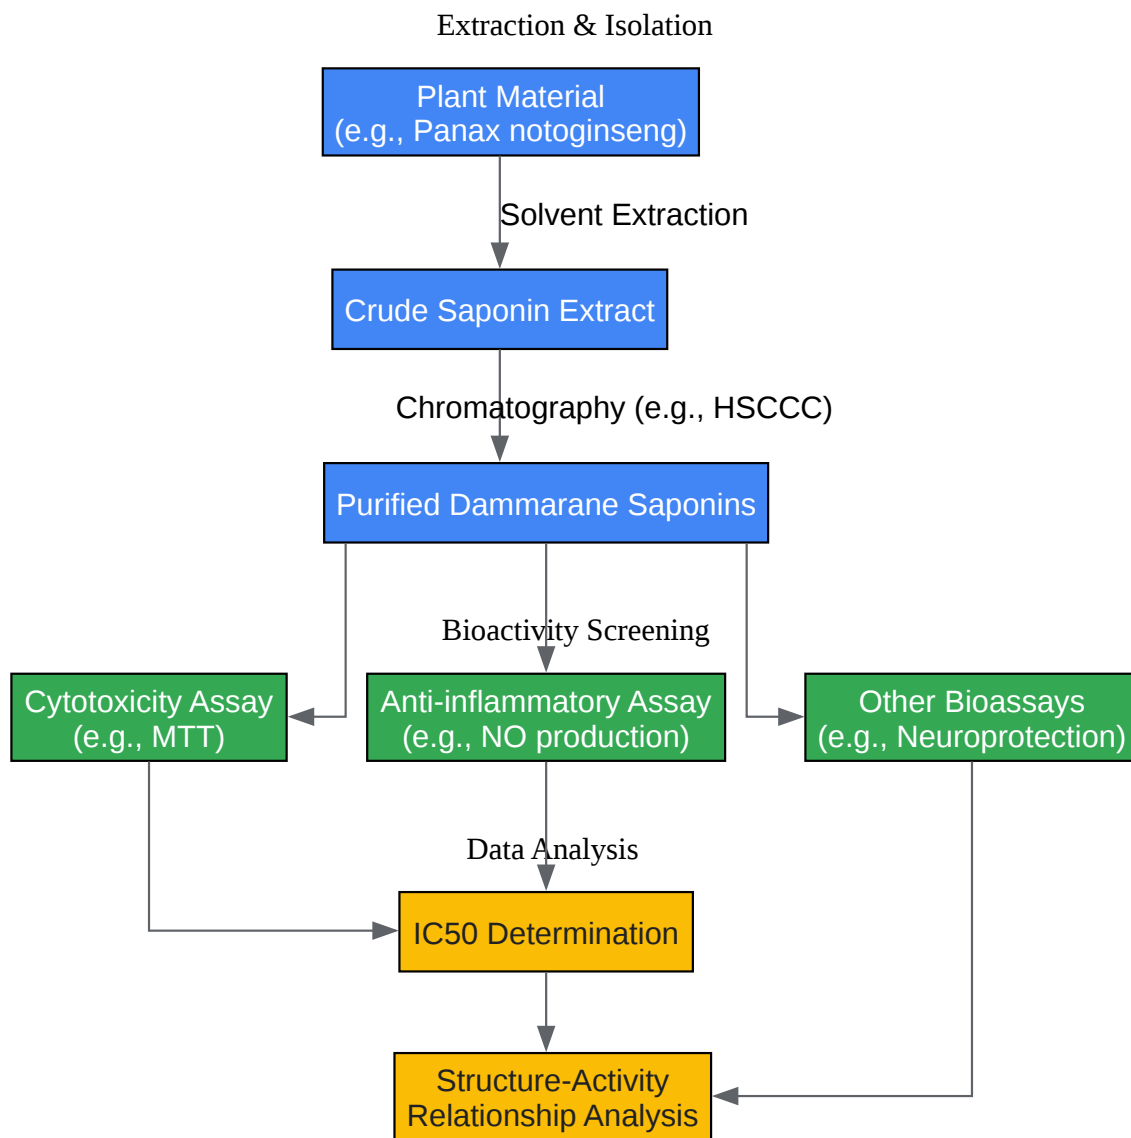 Extraction & Isolation
Plant Material
(e.g., Panax notoginseng)
Solvent Extraction
Crude Saponin Extract
Chromatography (e.g., HSCCC)
Purified Dammarane Saponins
Bioactivity Screening
Cytotoxicity Assay
(e.g., MTT)
Anti-inflammatory Assay
(e.g., NO production)
Other Bioassays
(e.g., Neuroprotection)
Data Analysis
IC50 Determination
Structure-Activity
Relationship Analysis